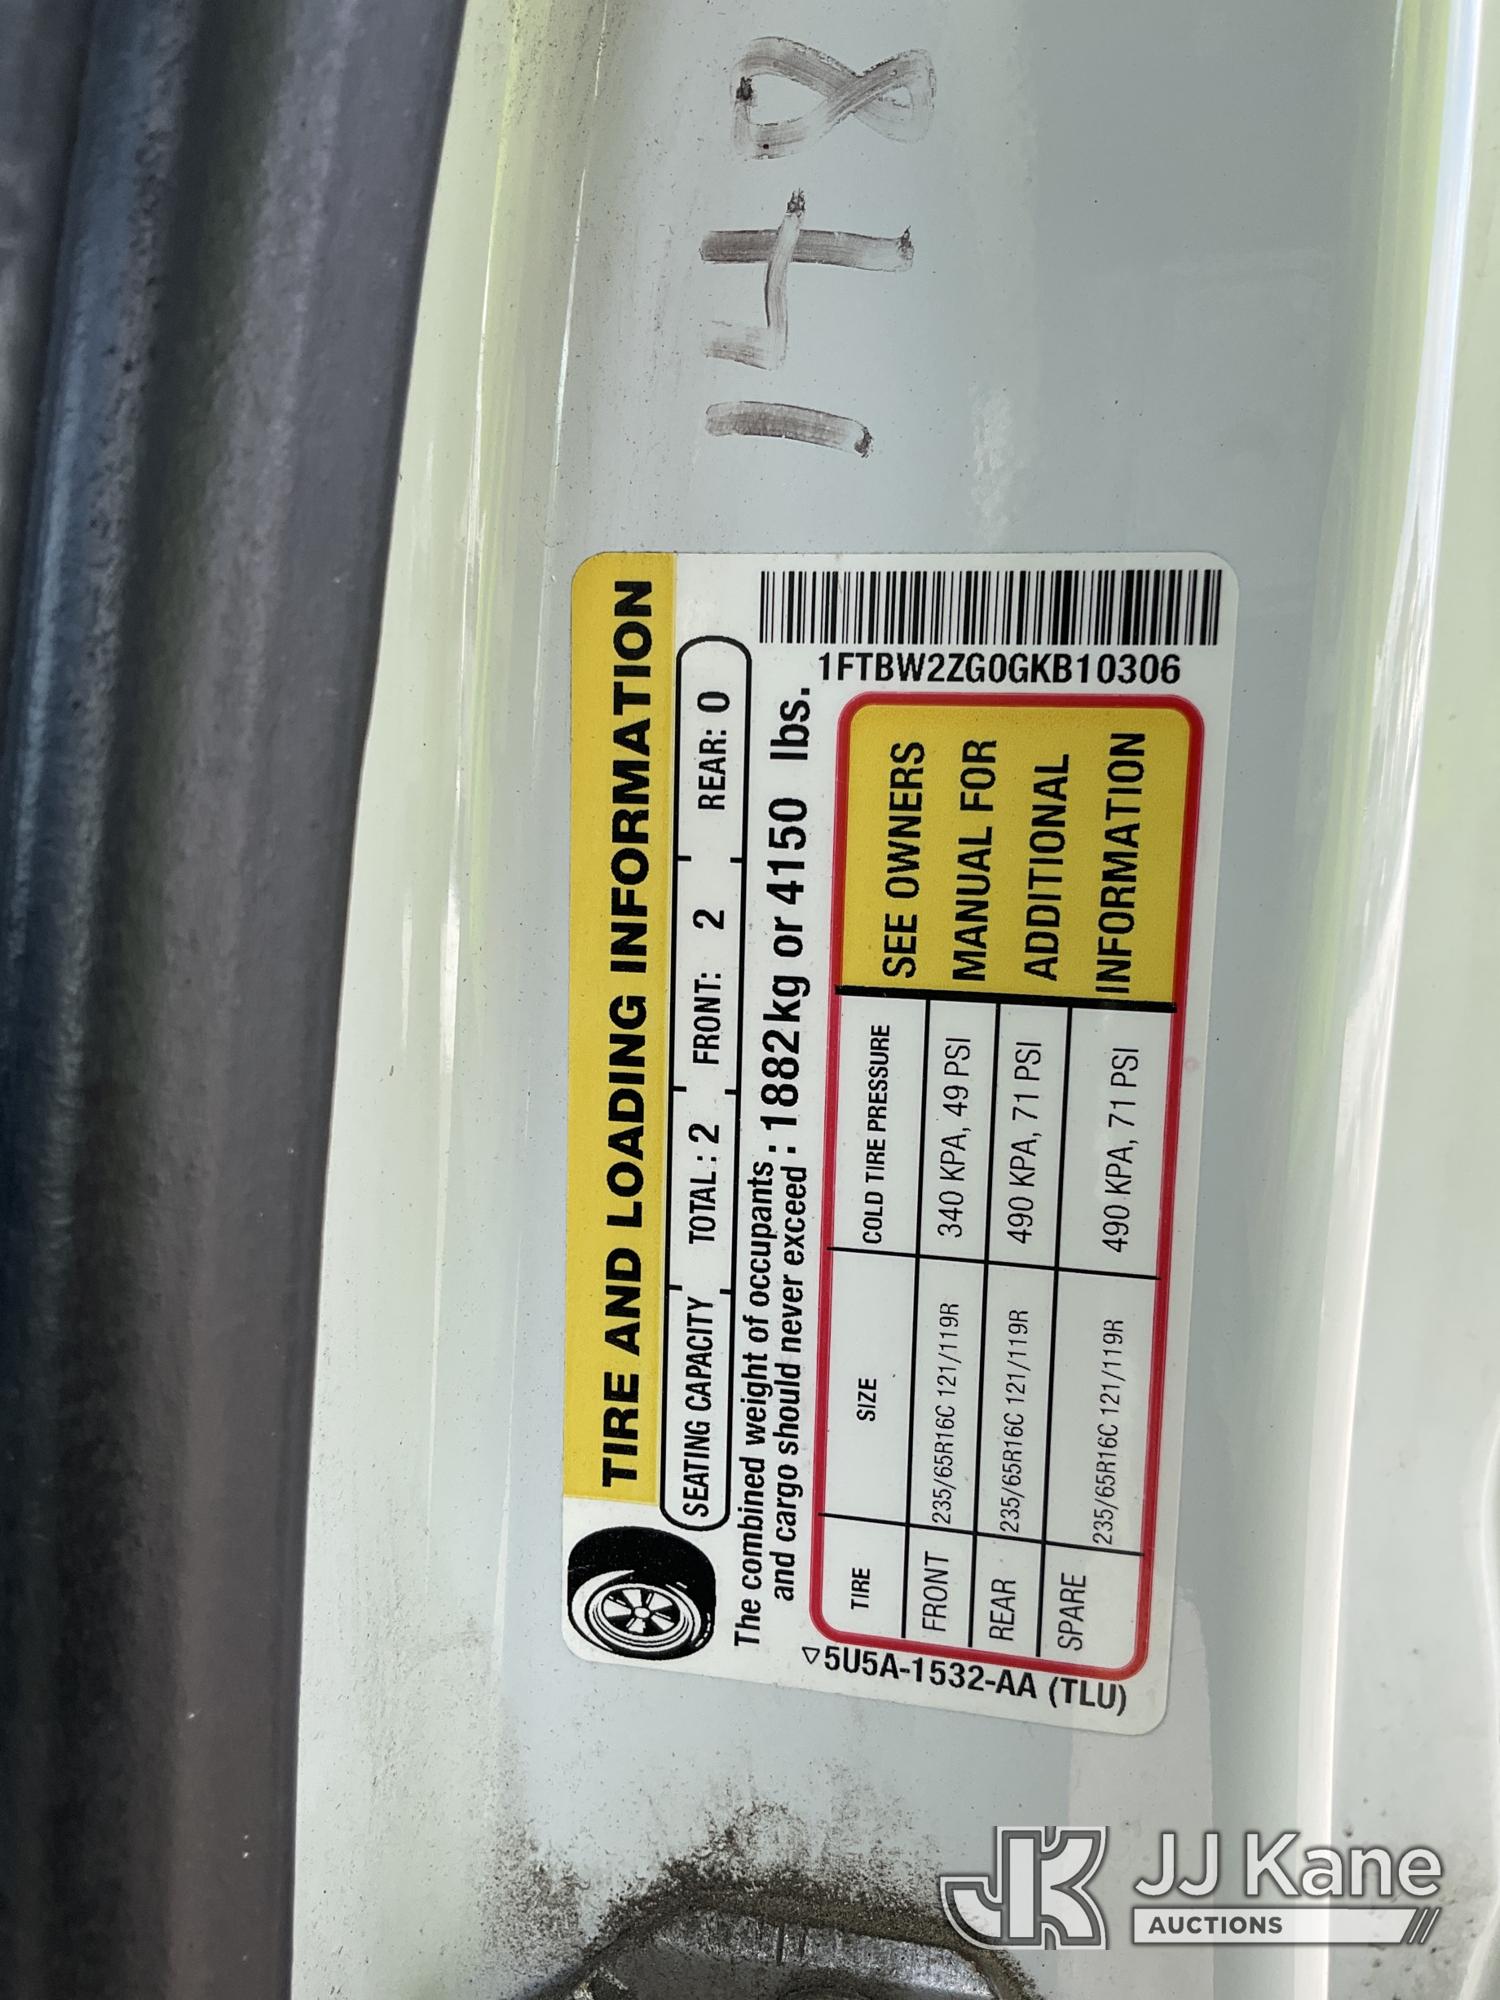 148
TIRE AND LOADING INFORMATION
SEATING CAPACITY TOTAL : 2 FRONT: 2 REAR: 0
The combined weight of occupants
and cargo should never exceed : 1882kg or 4150 lbs.
1FTBW2ZG0GKB10306
TIRE SIZE COLD TIRE PRESSURE
FRONT 235/65R16C 121/119R 340 KPA, 49 PSI
REAR 235/65R16C 121/119R 490 KPA, 71 PSI
SPARE 235/65R16C 121/119R 490 KPA, 71 PSI
SEE OWNERS
MANUAL FOR
ADDITIONAL
INFORMATION
5U5A-1532-AA (TLU)
JK JJ Kane
AUCTIONS